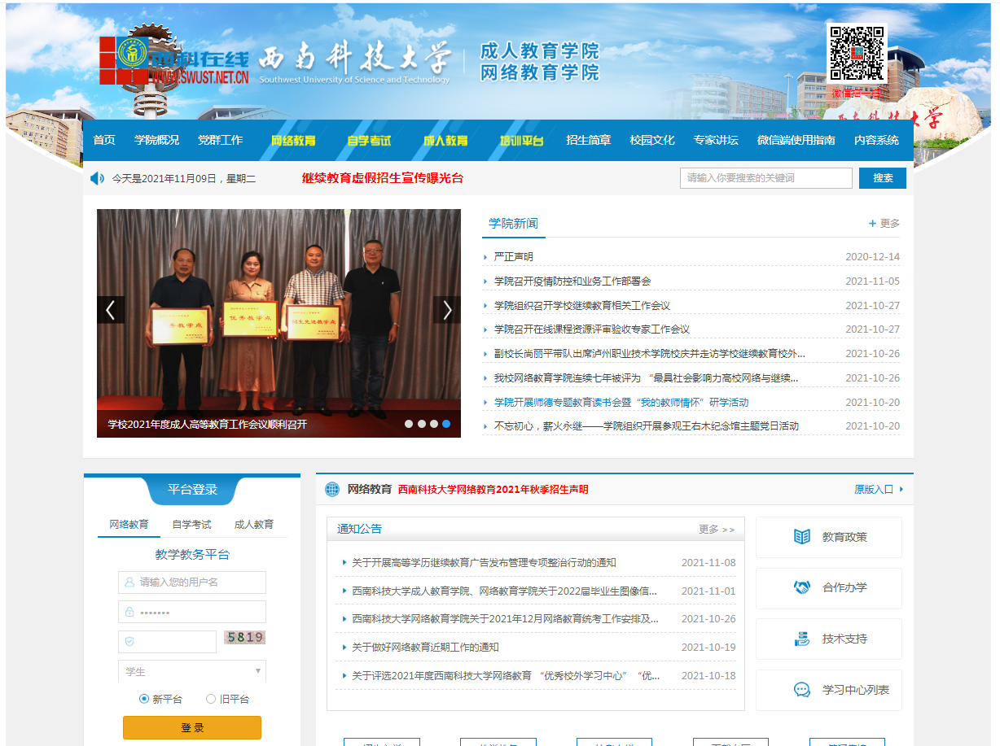 西科在线
WWW.SWUST.NET.CN
西南科技大学
Southwest University of Science and Technology
成人教育学院
网络教育学院
微信扫一扫
西南科技大学
首页 学院概况 党群工作 网络教育 自学考试 成人教育 培训平台 招生简章 校园文化 专家讲坛 微信端使用指南 内容系统
今天是2021年11月09日，星期二 继续教育虚假招生宣传曝光台 请输入你要搜索的关键词 搜索
优秀教学点
招生先进教学点
学校2021年度成人高等教育工作会议顺利召开
学院新闻 + 更多
严正声明 2020-12-14
学院召开疫情防控和业务工作部署会 2021-11-05
学院组织召开学校继续教育相关工作会议 2021-10-27
学院召开在线课程资源评审验收专家工作会议 2021-10-27
副校长尚丽平带队出席泸州职业技术学院校庆并走访学校继续教育校外... 2021-10-26
我校网络教育学院连续七年被评为 “最具社会影响力高校网络与继续... 2021-10-26
学院开展师德专题教育读书会暨“我的教师情怀”研学活动 2021-10-20
不忘初心，薪火永继——学院组织开展参观王右木纪念馆主题党日活动 2021-10-20
平台登录
网络教育 自学考试 成人教育
教学教务平台
请输入您的用户名
•••••••
5819
学生
新平台 旧平台
登 录
网络教育 西南科技大学网络教育2021年秋季招生声明 原版入口
通知公告 更多 >>
关于开展高等学历继续教育广告发布管理专项整治行动的通知 2021-11-08
西南科技大学成人教育学院、网络教育学院关于2022届毕业生图像信... 2021-11-01
西南科技大学网络教育学院关于2021年12月网络教育统考工作安排及... 2021-10-26
关于做好网络教育近期工作的通知 2021-10-19
关于评选2021年度西南科技大学网络教育 “优秀校外学习中心” “优... 2021-10-18
教育政策
合作办学
技术支持
学习中心列表